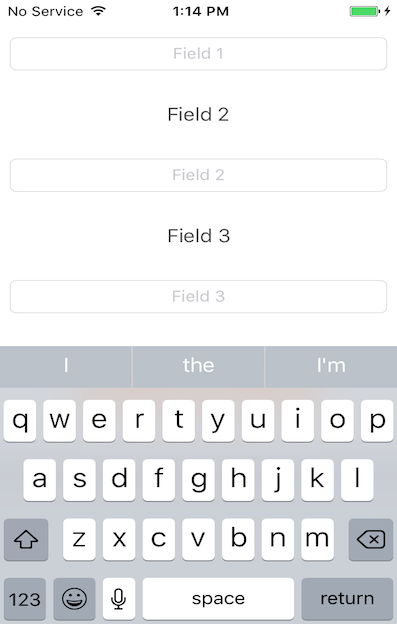 No Service 1:14 PM
Field 1
Field 2
Field 2
Field 3
Field 3
I the I'm
q w e r t y u i o p
a s d f g h j k l
z x c v b n m
123 space return